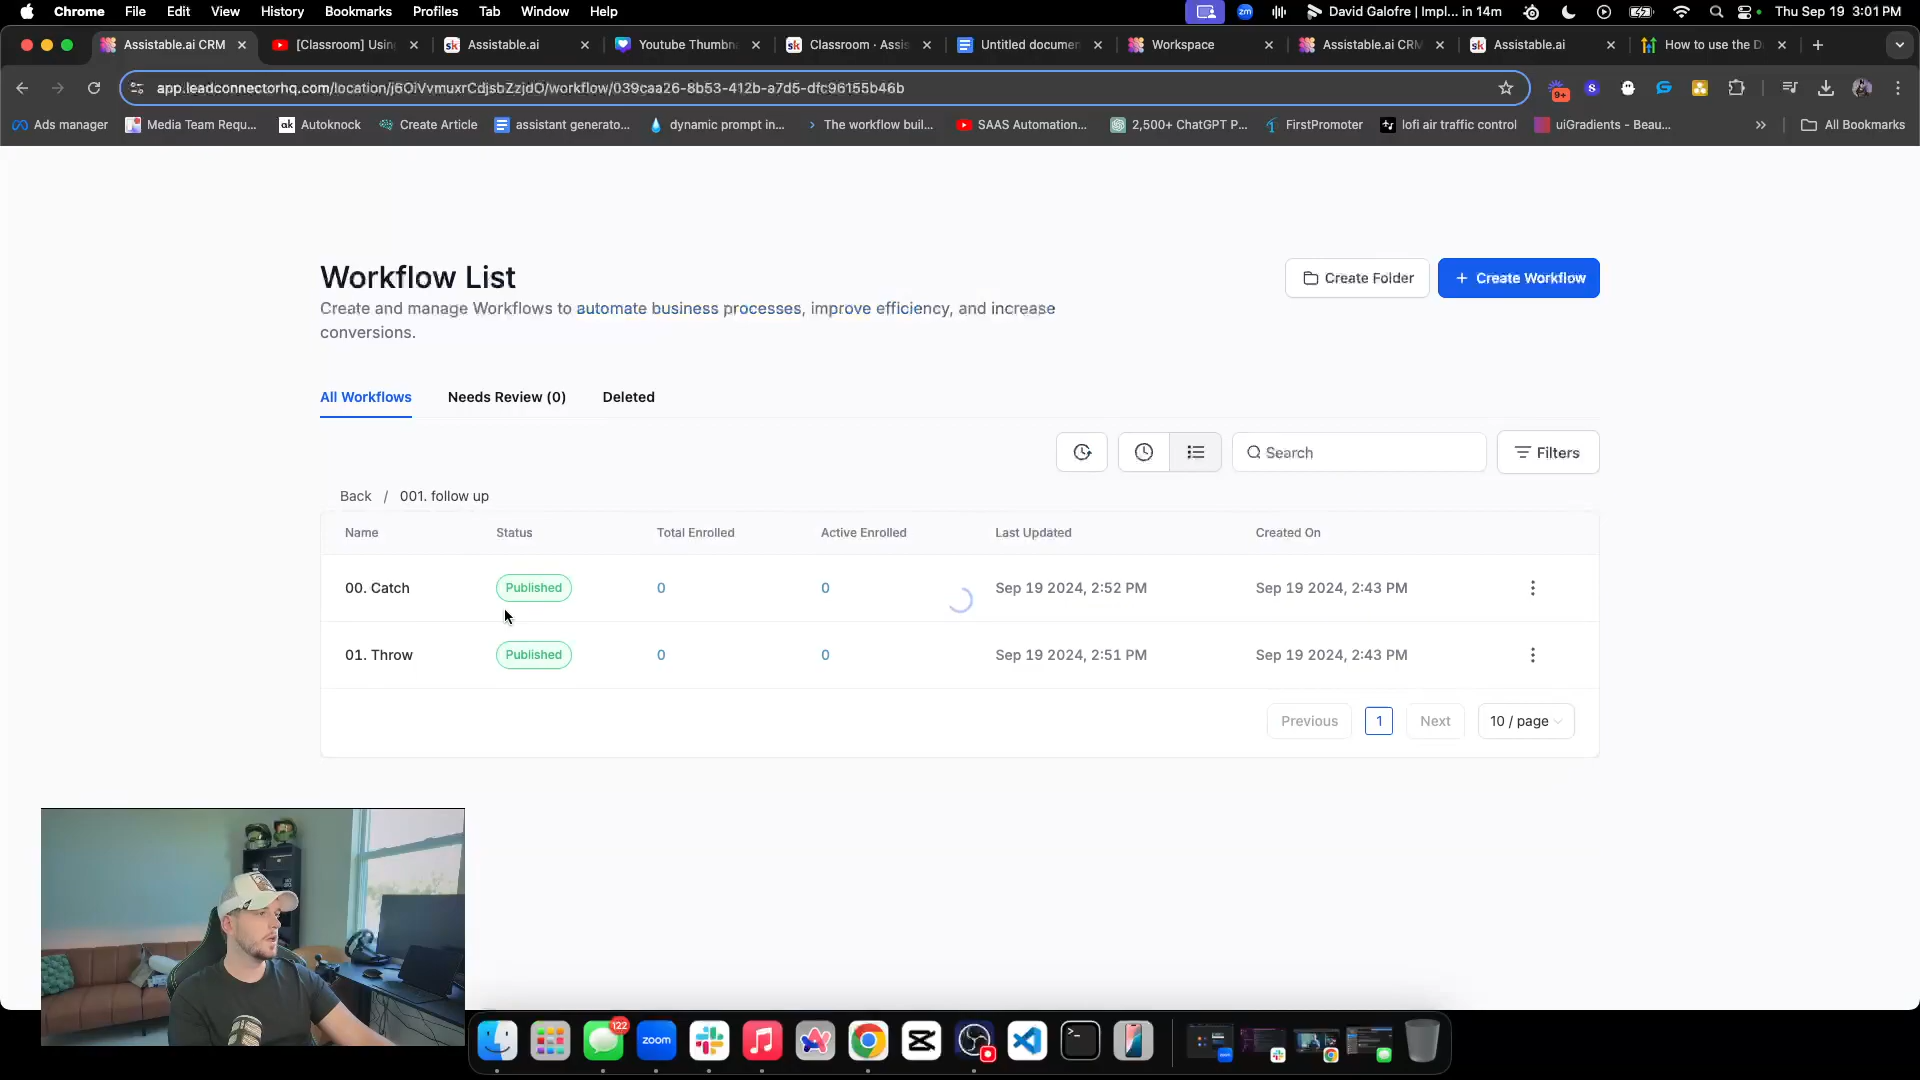 Chrome File Edit View History Bookmarks Profiles Tab Window Help
zm David Galofre | Impl... in 14m Thu Sep 19 3:01 PM
Assistable.ai CRM
[Classroom] Usin
sk Assistable.ai
Youtube Thumbn
sk Classroom · Assis
Untitled documen
Workspace
Assistable.ai CRM
sk Assistable.ai
How to use the D
app.leadconnectorhq.com/location/j6OiVvmuxrCdjsbZzjdO/workflow/039caa26-8b53-412b-a7d5-dfc96155b46b
9+ S
Ads manager
Media Team Requ...
ak Autoknock
Create Article
assistant generato...
dynamic prompt in...
The workflow buil...
SAAS Automation...
2,500+ ChatGPT P...
FirstPromoter
lofi air traffic control
uiGradients - Beau...
All Bookmarks
Workflow List
Create Folder
+ Create Workflow
Create and manage Workflows to automate business processes, improve efficiency, and increase
conversions.
All Workflows Needs Review (0) Deleted
Search
Filters
Back / 001. follow up
Name Status Total Enrolled Active Enrolled Last Updated Created On
00. Catch Published 0 0 Sep 19 2024, 2:52 PM Sep 19 2024, 2:43 PM
01. Throw Published 0 0 Sep 19 2024, 2:51 PM Sep 19 2024, 2:43 PM
Previous 1 Next 10 / page
122
zoom